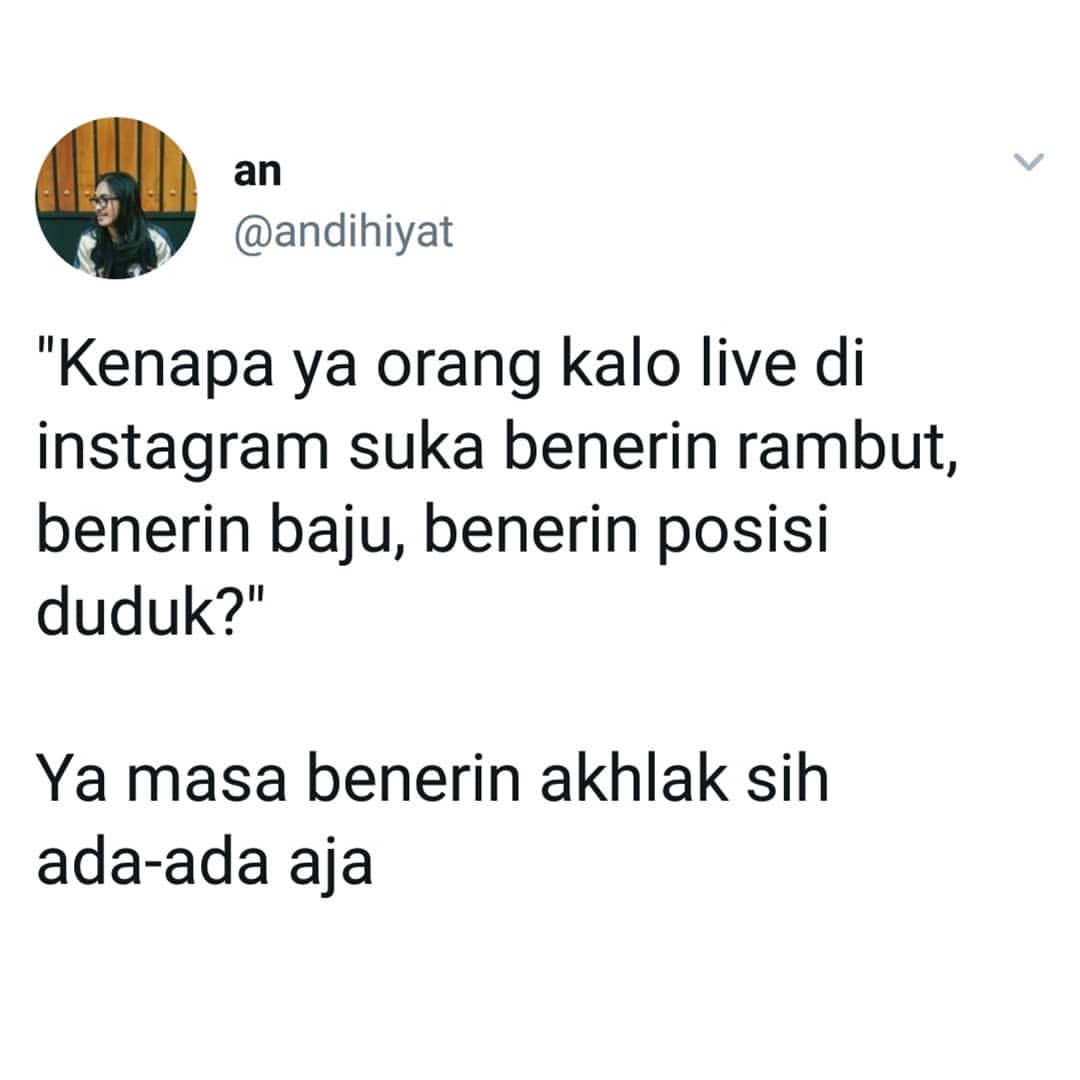 an
@andihiyat
"Kenapa ya orang kalo live di
instagram suka benerin rambut,
benerin baju, benerin posisi
duduk?"
Ya masa benerin akhlak sih
ada-ada aja